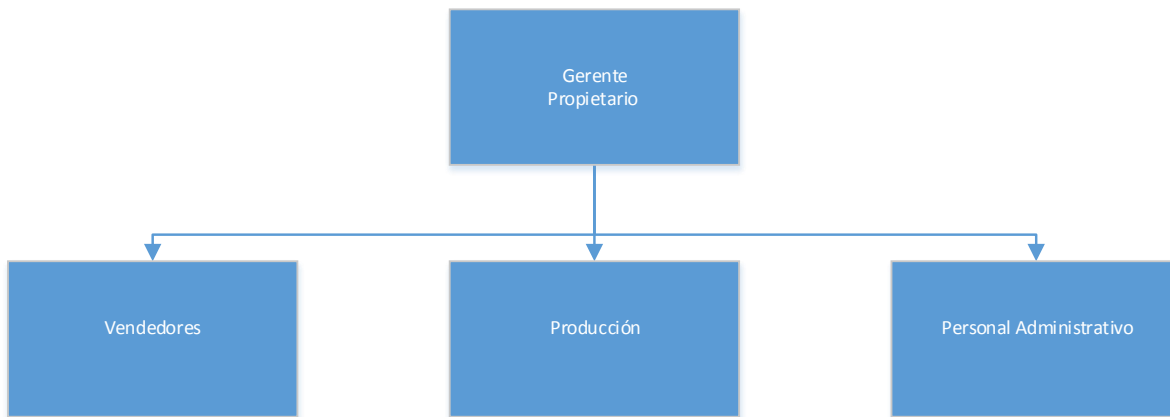 Gerente
Propietario
Vendedores
Producción
Personal Administrativo